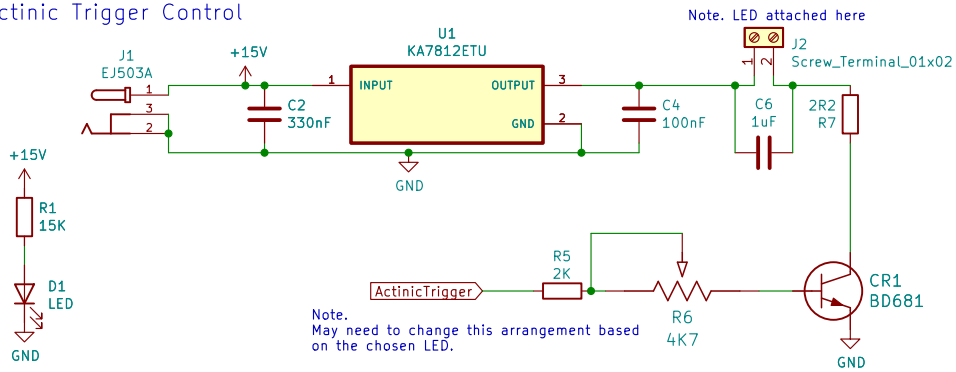 ctinic Trigger Control
Note. LED attached here
J1
EJ503A
+15V
U1
KA7812ETU
J2
Screw_Terminal_01x02
1
3
2
1
INPUT
OUTPUT
GND
3
2
C2
330nF
C4
100nF
1
2
C6
1uF
2R2
R7
GND
+15V
R1
15K
D1
LED
GND
ActinicTrigger
R5
2K
R6
4K7
CR1
BD681
GND
Note.
May need to change this arrangement based
on the chosen LED.